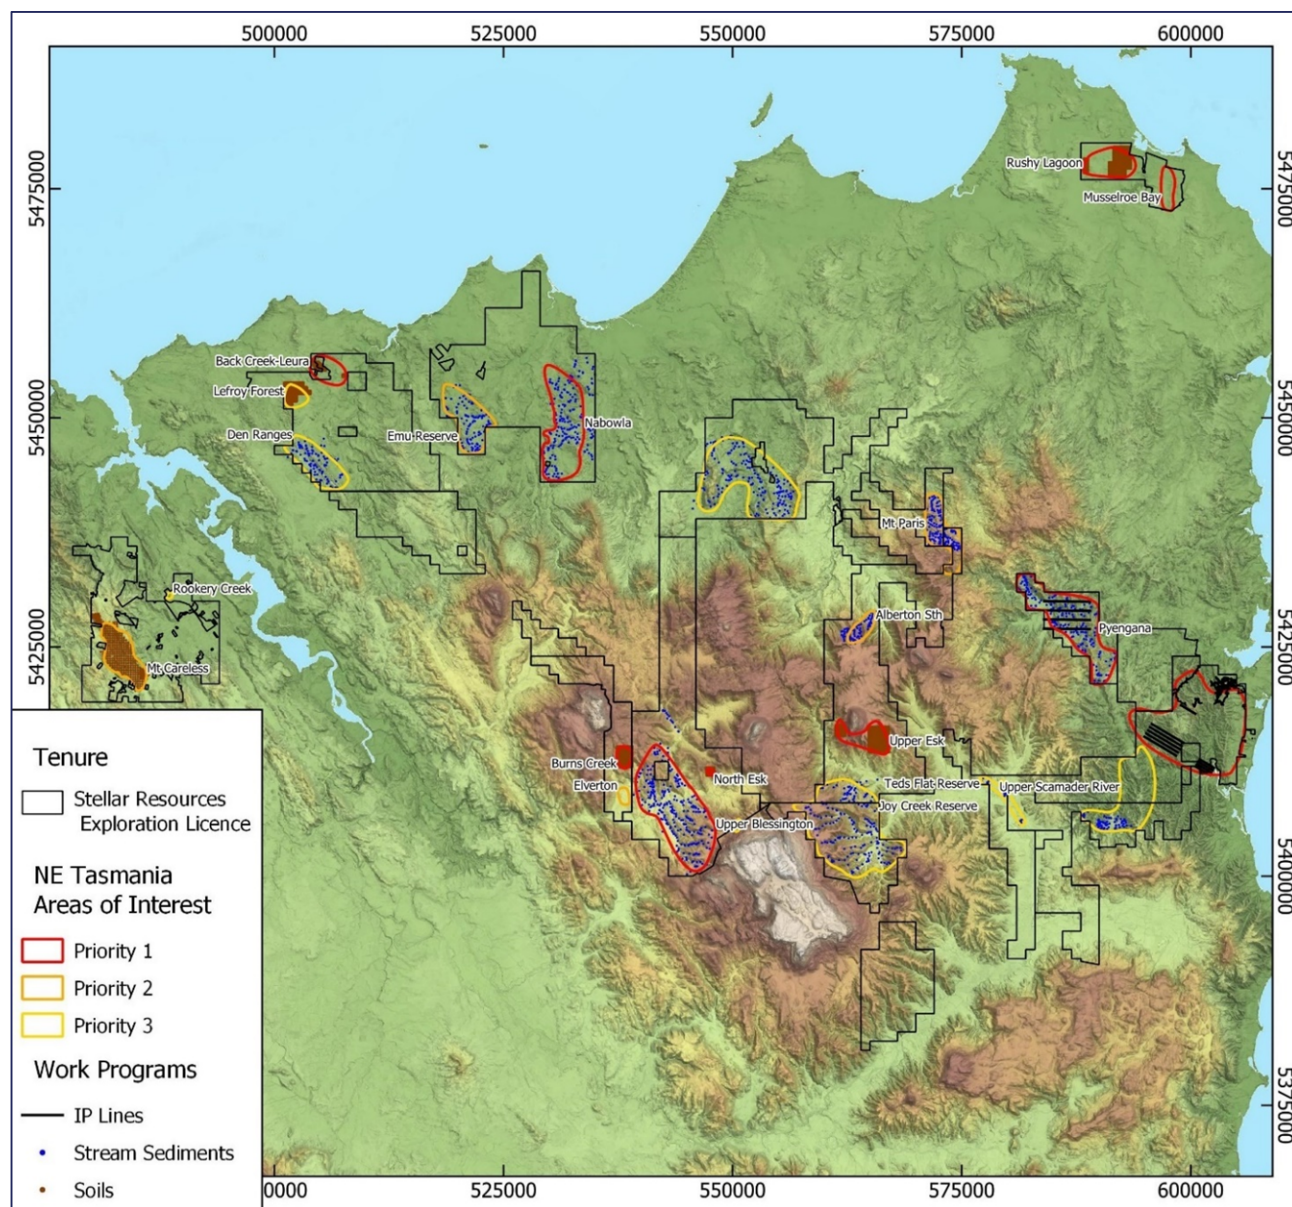 500000 525000 550000 575000 600000
5475000
5475000
Rushy Lagoon
Musselroe Bay
Back Creek-Leura
Lefroy Forest
5450000
5450000
Den Ranges
Emu Reserve
Nabowla
Mt Paris
Rookery Creek
Alberton Sth
Pyengana
5425000
5425000
Mt Careless
Upper Esk
Burns Creek
North Esk
Elverton
Teds Flat Reserve
Upper Scamader River
Joy Creek Reserve
Upper Blessington
5400000
5375000
Tenure
Stellar Resources
Exploration Licence
NE Tasmania
Areas of Interest
Priority 1
Priority 2
Priority 3
Work Programs
IP Lines
Stream Sediments
Soils
00000 525000 550000 575000 600000